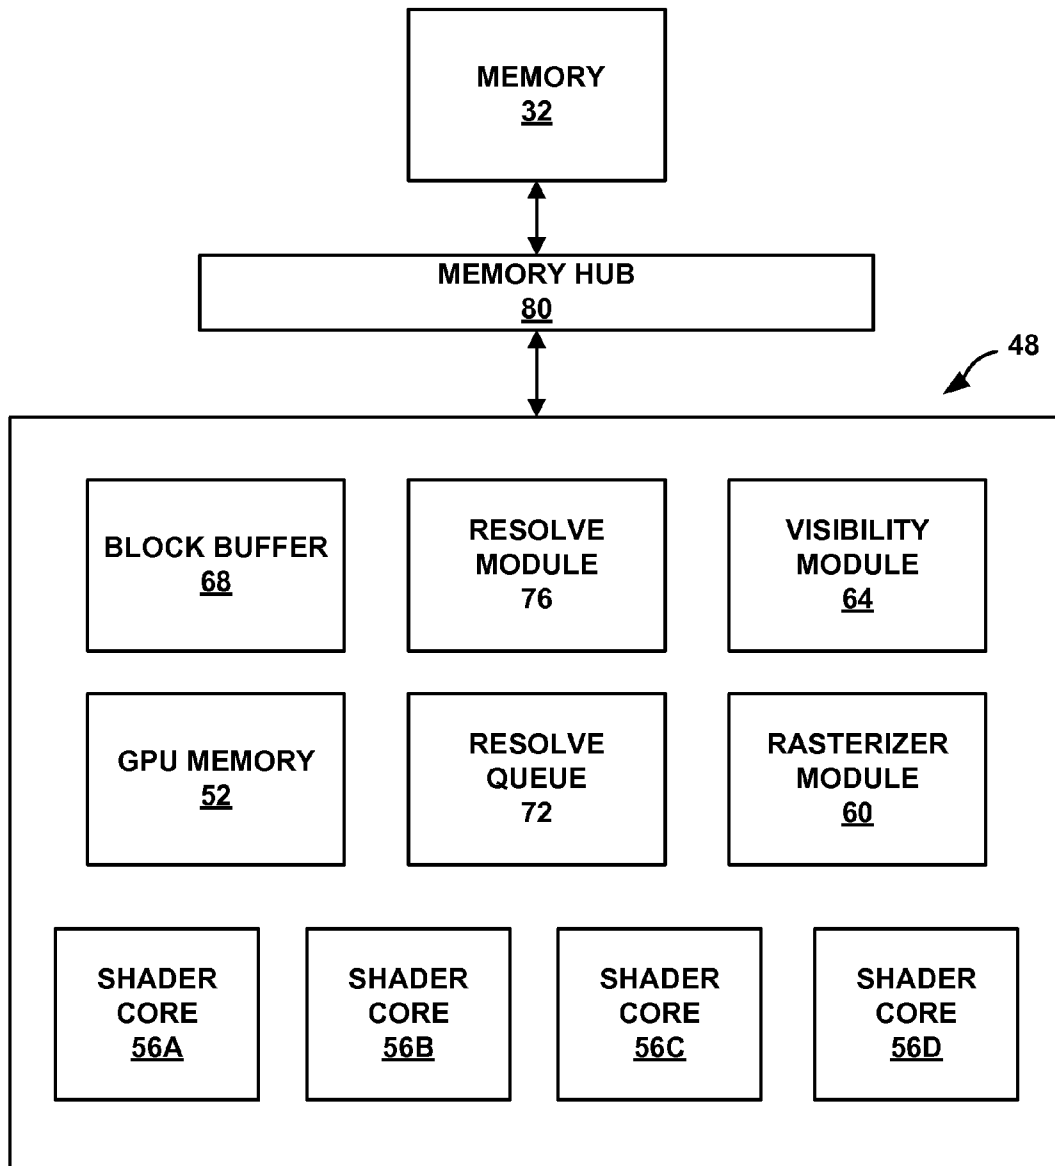 MEMORY
32
MEMORY HUB
80
48
BLOCK BUFFER
68
RESOLVE
MODULE
76
VISIBILITY
MODULE
64
GPU MEMORY
52
RESOLVE
QUEUE
72
RASTERIZER
MODULE
60
SHADER
CORE
56A
SHADER
CORE
56B
SHADER
CORE
56C
SHADER
CORE
56D